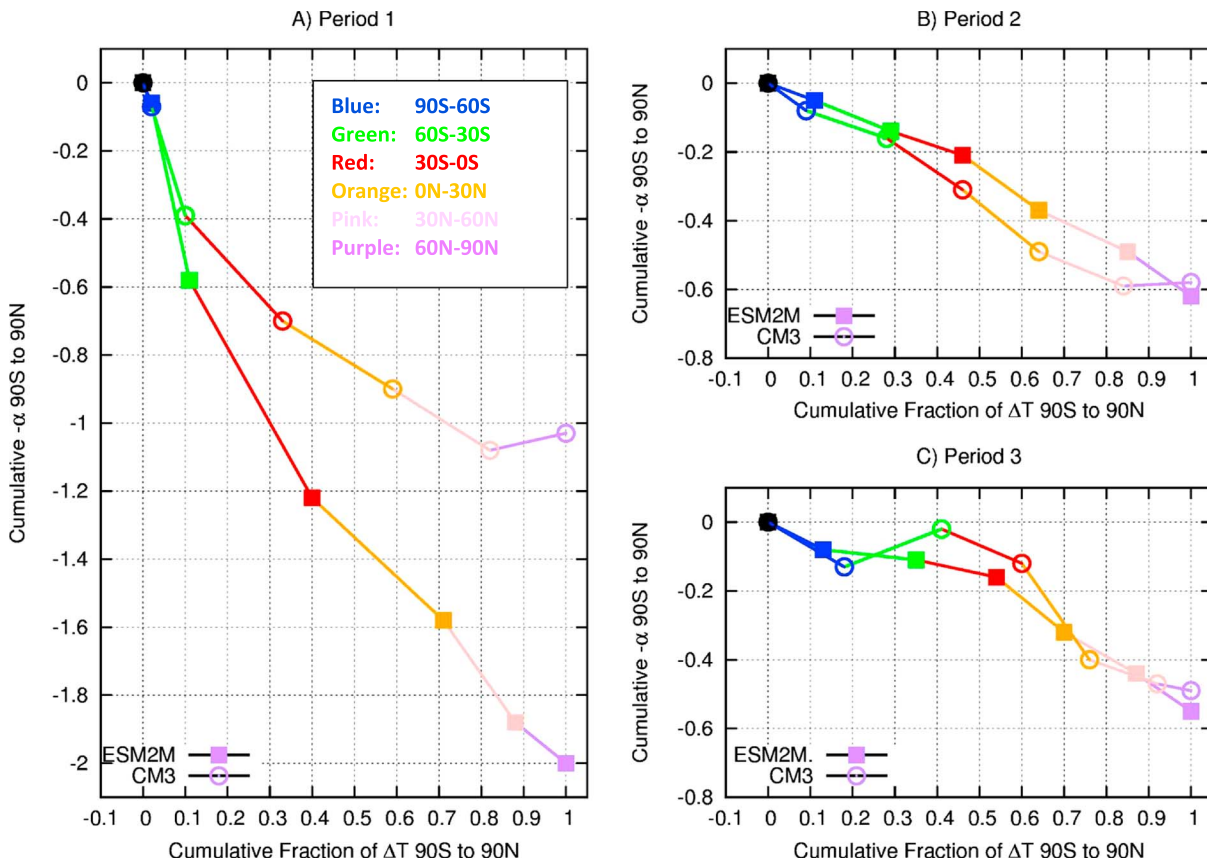 A) Period 1
0
-0.2
-0.4
-0.6
-0.8
-1
-1.2
-1.4
-1.6
-1.8
-2
Cumulative -α 90S to 90N
Blue: 90S-60S
Green: 60S-30S
Red: 30S-0S
Orange: 0N-30N
Pink: 30N-60N
Purple: 60N-90N
ESM2M
CM3
-0.1 0 0.1 0.2 0.3 0.4 0.5 0.6 0.7 0.8 0.9 1
Cumulative Fraction of ΔT 90S to 90N
B) Period 2
0
-0.2
-0.4
-0.6
-0.8
Cumulative -α 90S to 90N
ESM2M
CM3
-0.1 0 0.1 0.2 0.3 0.4 0.5 0.6 0.7 0.8 0.9 1
Cumulative Fraction of ΔT 90S to 90N
C) Period 3
0
-0.2
-0.4
-0.6
-0.8
Cumulative -α 90S to 90N
ESM2M.
CM3
-0.1 0 0.1 0.2 0.3 0.4 0.5 0.6 0.7 0.8 0.9 1
Cumulative Fraction of ΔT 90S to 90N